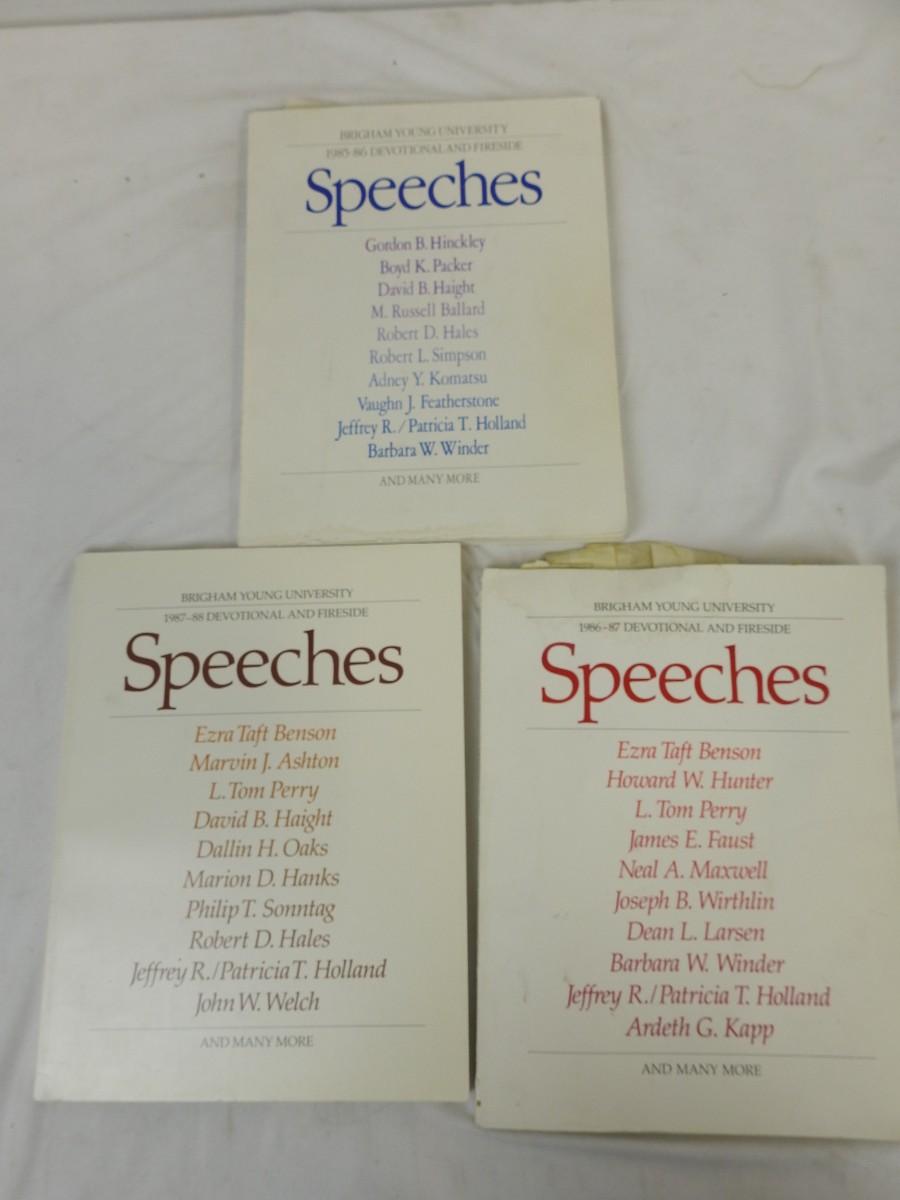 BRIGHAM YOUNG UNIVERSITY
1985-86 DEVOTIONAL AND FIRESIDE
Speeches
Gordon B. Hinckley
Boyd K. Packer
David B. Haight
M. Russell Ballard
Robert D. Hales
Robert L. Simpson
Adney Y. Komatsu
Vaughn J. Featherstone
Jeffrey R./Patricia T. Holland
Barbara W. Winder
AND MANY MORE
BRIGHAM YOUNG UNIVERSITY
1987-88 DEVOTIONAL AND FIRESIDE
Speeches
Ezra Taft Benson
Marvin J. Ashton
L. Tom Perry
David B. Haight
Dallin H. Oaks
Marion D. Hanks
Philip T. Sonntag
Robert D. Hales
Jeffrey R./Patricia T. Holland
John W. Welch
AND MANY MORE
BRIGHAM YOUNG UNIVERSITY
1986-87 DEVOTIONAL AND FIRESIDE
Speeches
Ezra Taft Benson
Howard W. Hunter
L. Tom Perry
James E. Faust
Neal A. Maxwell
Joseph B. Wirthlin
Dean L. Larsen
Barbara W. Winder
Jeffrey R./Patricia T. Holland
Ardeth G. Kapp
AND MANY MORE